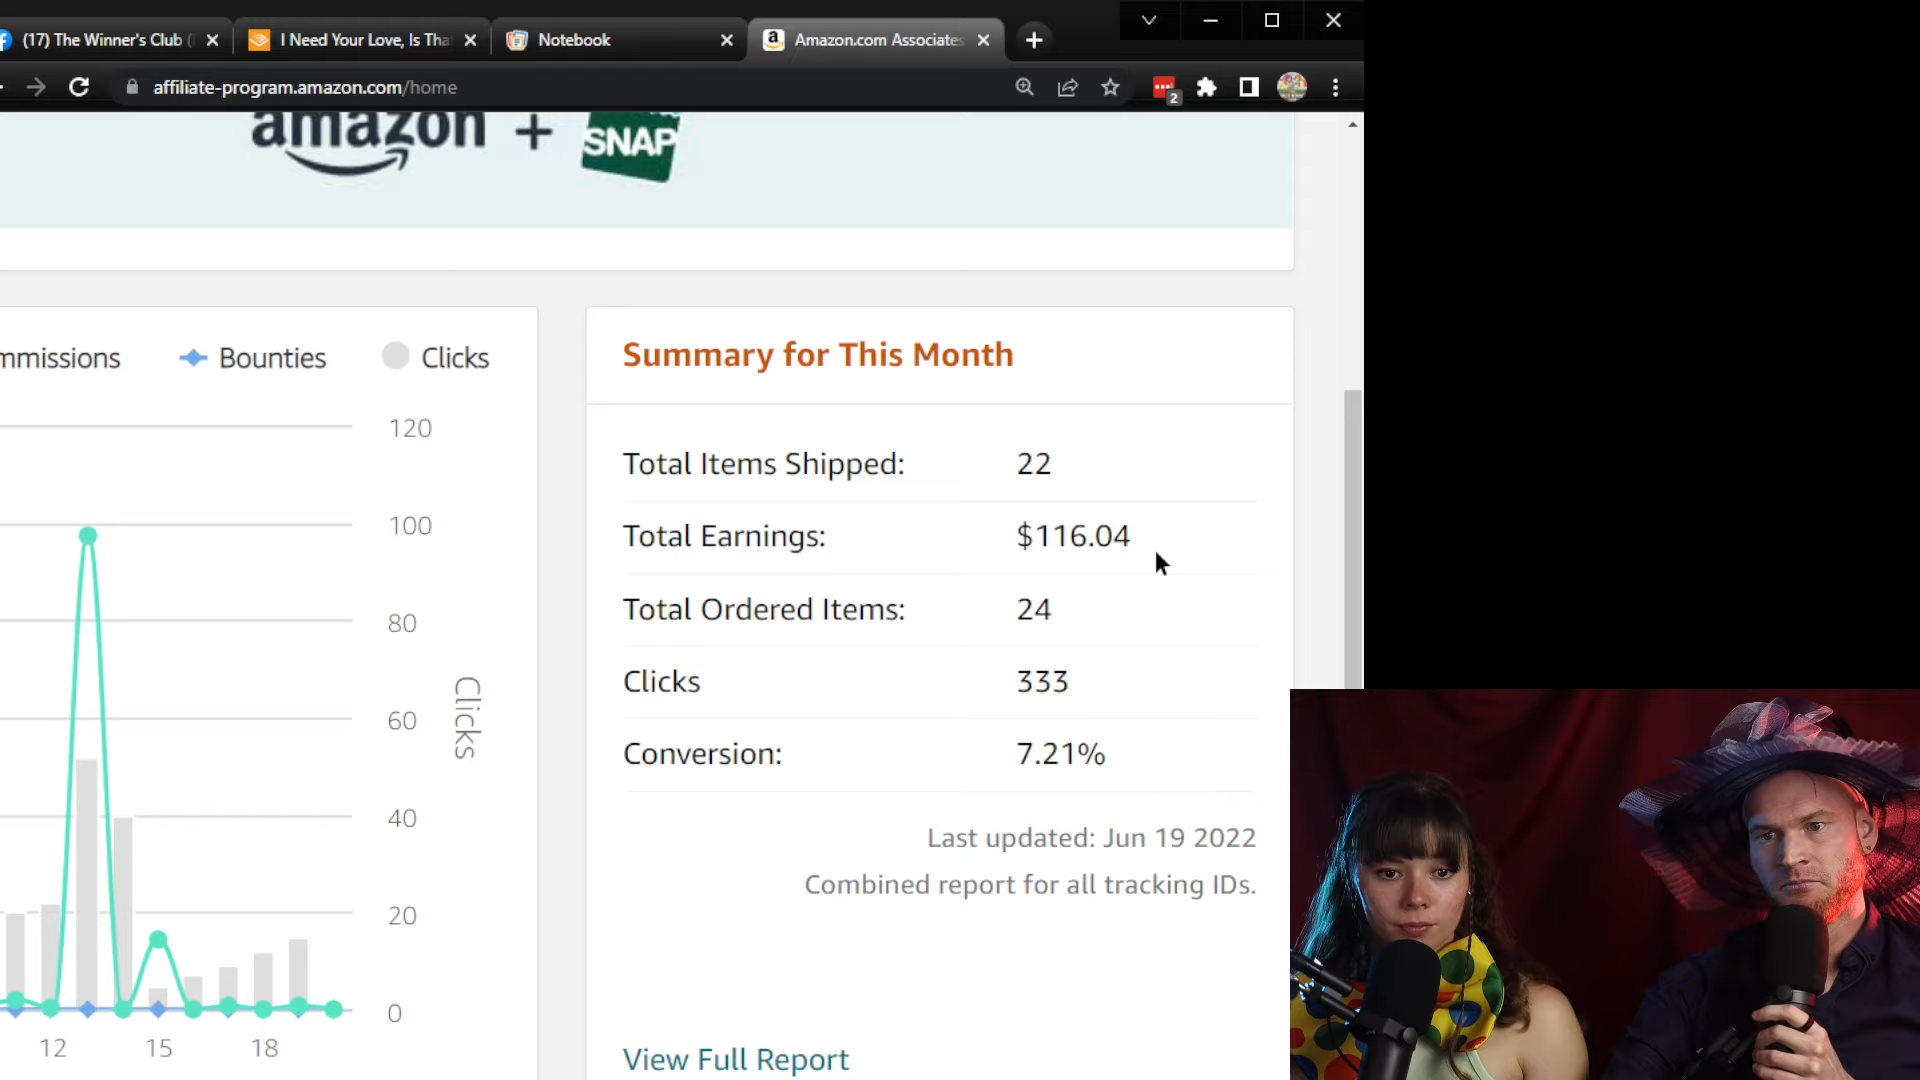 (17) The Winner's Club (
I Need Your Love, Is Tha
Notebook
Amazon.com Associates
affiliate-program.amazon.com/home
2
amazon + SNAP
mmissions
Bounties
Clicks
120
100
80
60
40
20
0
Clicks
12
15
18
Summary for This Month
Total Items Shipped: 22
Total Earnings: $116.04
Total Ordered Items: 24
Clicks 333
Conversion: 7.21%
Last updated: Jun 19 2022
Combined report for all tracking IDs.
View Full Report